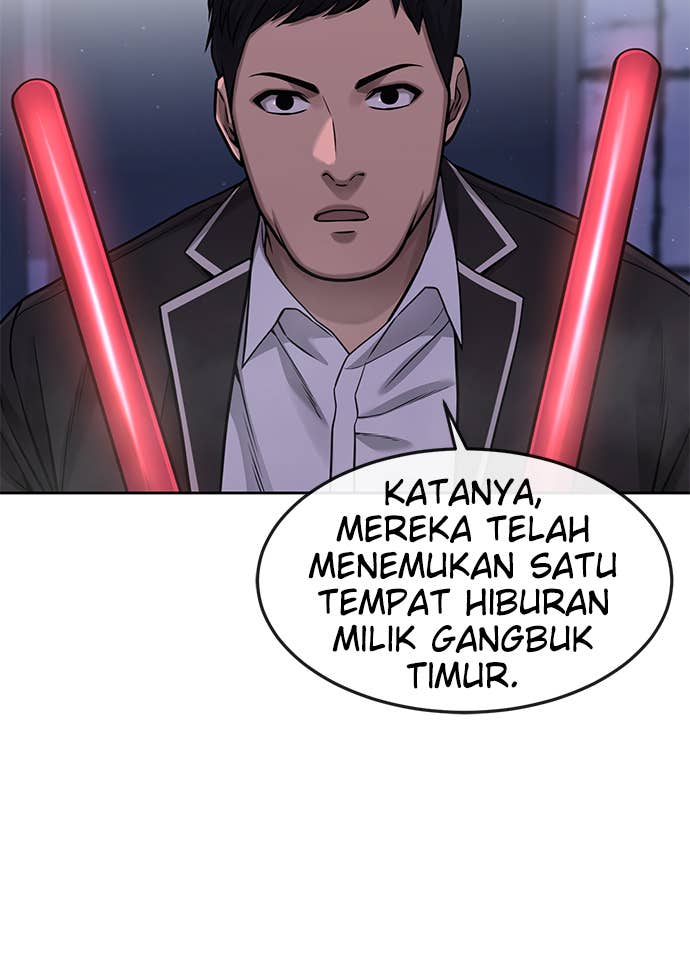 KATANYA,
MEREKA TELAH
MENEMUKAN SATU
TEMPAT HIBURAN
MILIK GANGBUK
TIMUR.